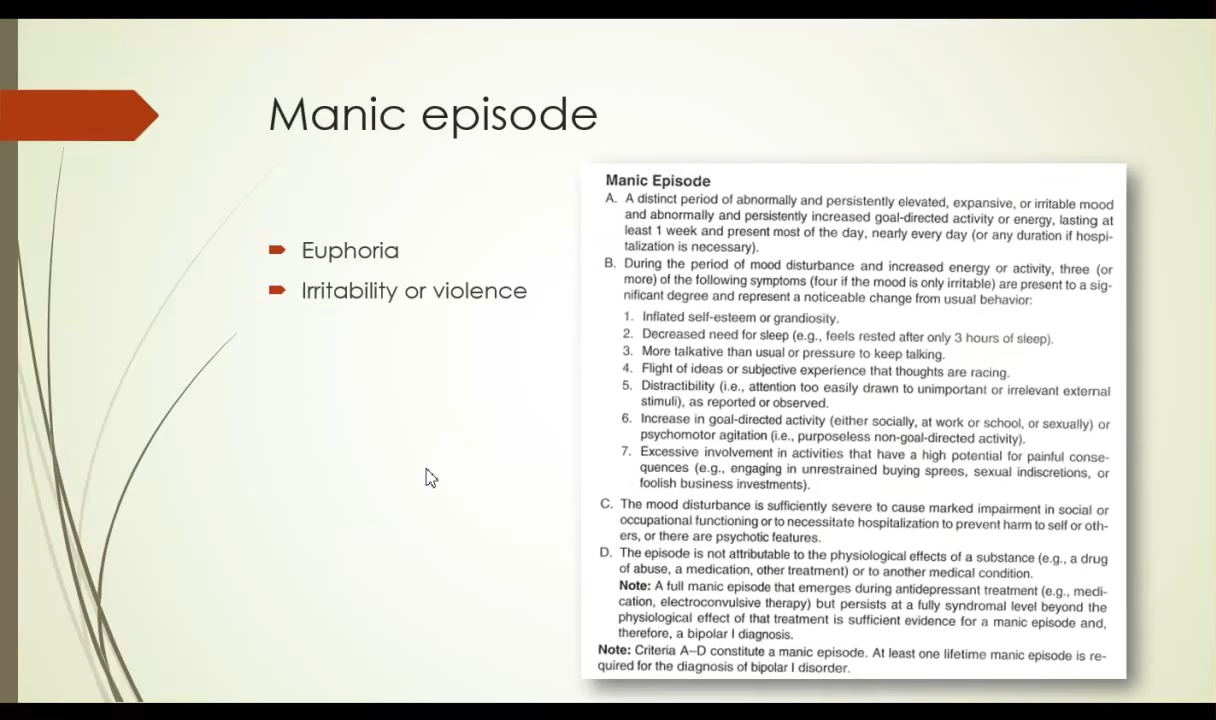 Manic episode
Euphoria
Irritability or violence
Manic Episode
A. A distinct period of abnormally and persistently elevated, expansive, or irritable mood
and abnormally and persistently increased goal-directed activity or energy, lasting at
least 1 week and present most of the day, nearly every day (or any duration if hospi-
talization is necessary).
B. During the period of mood disturbance and increased energy or activity, three (or
more) of the following symptoms (four if the mood is only irritable) are present to a sig-
nificant degree and represent a noticeable change from usual behavior:
1. Inflated self-esteem or grandiosity.
2. Decreased need for sleep (e.g., feels rested after only 3 hours of sleep).
3. More talkative than usual or pressure to keep talking.
4. Flight of ideas or subjective experience that thoughts are racing.
5. Distractibility (i.e., attention too easily drawn to unimportant or irrelevant external
stimuli), as reported or observed.
6. Increase in goal-directed activity (either socially, at work or school, or sexually) or
psychomotor agitation (i.e., purposeless non-goal-directed activity).
7. Excessive involvement in activities that have a high potential for painful conse-
quences (e.g., engaging in unrestrained buying sprees, sexual indiscretions, or
foolish business investments).
C. The mood disturbance is sufficiently severe to cause marked impairment in social or
occupational functioning or to necessitate hospitalization to prevent harm to self or oth-
ers, or there are psychotic features.
D. The episode is not attributable to the physiological effects of a substance (e.g., a drug
of abuse, a medication, other treatment) or to another medical condition.
Note: A full manic episode that emerges during antidepressant treatment (e.g., medi-
cation, electroconvulsive therapy) but persists at a fully syndromal level beyond the
physiological effect of that treatment is sufficient evidence for a manic episode and,
therefore, a bipolar I diagnosis.
Note: Criteria A–D constitute a manic episode. At least one lifetime manic episode is re-
quired for the diagnosis of bipolar I disorder.